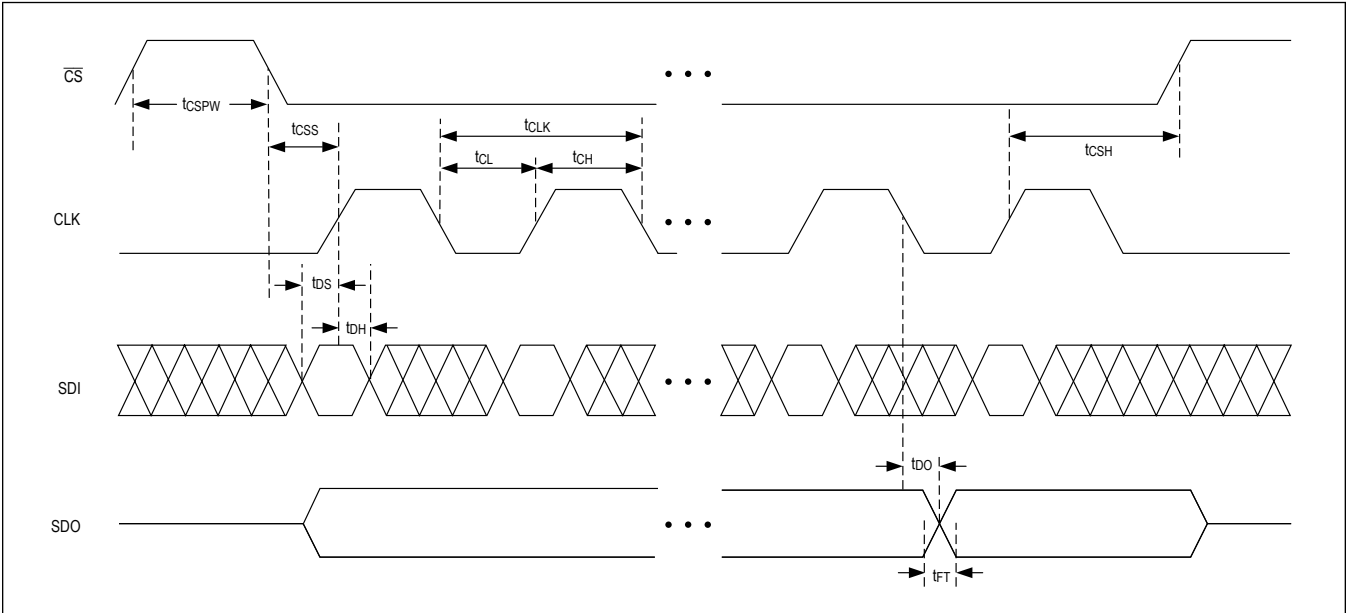 CS
tCSPW
tCSS
tCLK
tCL
tCH
tCSH
CLK
tDS
tDH
SDI
tDO
SDO
tFT